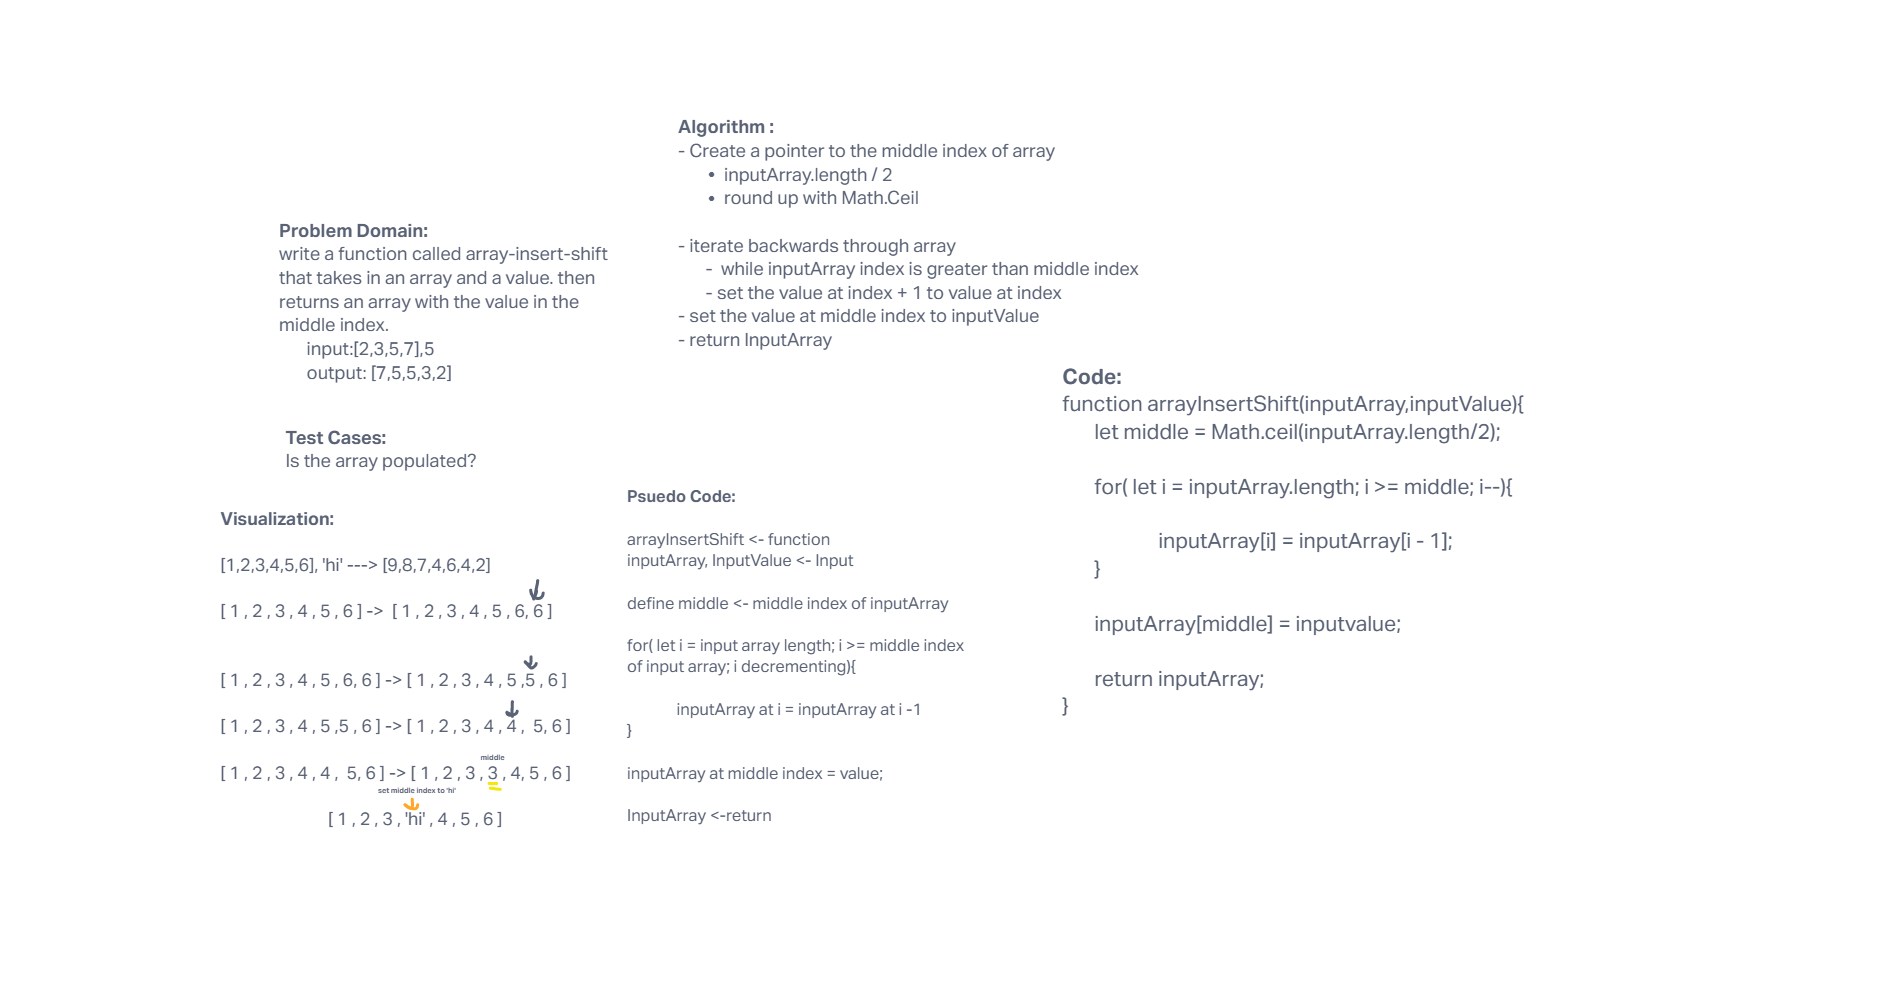 Problem Domain:
write a function called array-insert-shift
that takes in an array and a value. then
returns an array with the value in the
middle index.
input:[2,3,5,7],5
output: [7,5,5,3,2]
Test Cases:
Is the array populated?
Visualization:
[1,2,3,4,5,6], 'hi' ---> [9,8,7,4,6,4,2]
[ 1 , 2 , 3 , 4 , 5 , 6 ] -> [ 1 , 2 , 3 , 4 , 5 , 6, 6 ]
[ 1 , 2 , 3 , 4 , 5 , 6, 6 ] -> [ 1 , 2 , 3 , 4 , 5 ,5 , 6 ]
[ 1 , 2 , 3 , 4 , 5 ,5 , 6 ] -> [ 1 , 2 , 3 , 4 , 4 , 5, 6 ]
middle
[ 1 , 2 , 3 , 4 , 4 , 5, 6 ] -> [ 1 , 2 , 3 , 3 , 4, 5 , 6 ]
set middle index to 'hi'
[ 1 , 2 , 3 , 'hi' , 4 , 5 , 6 ]
Algorithm :
- Create a pointer to the middle index of array
• inputArray.length / 2
• round up with Math.Ceil
- iterate backwards through array
- while inputArray index is greater than middle index
- set the value at index + 1 to value at index
- set the value at middle index to inputValue
- return InputArray
Psuedo Code:
arrayInsertShift <- function
inputArray, InputValue <- Input
define middle <- middle index of inputArray
for( let i = input array length; i >= middle index
of input array; i decrementing){
inputArray at i = inputArray at i -1
}
inputArray at middle index = value;
InputArray <-return
Code:
function arrayInsertShift(inputArray,inputValue){
let middle = Math.ceil(inputArray.length/2);
for( let i = inputArray.length; i >= middle; i--){
inputArray[i] = inputArray[i - 1];
}
inputArray[middle] = inputvalue;
return inputArray;
}